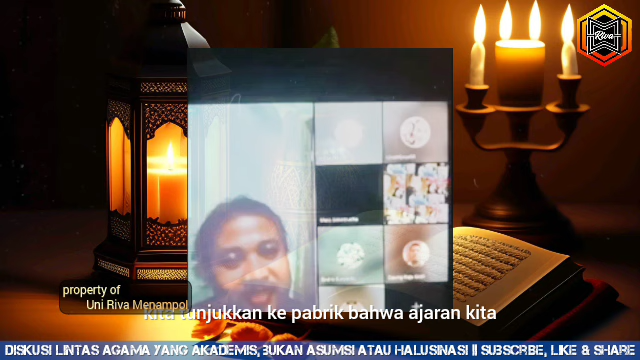 Riva
property of
Uni Riva Menampol
kita tunjukkan ke pabrik bahwa ajaran kita
DISKUSI LINTAS AGAMA YANG AKADEMIS, BUKAN ASUMSI ATAU HALUSINASI || SUBSCRBE, LIKE & SHARE